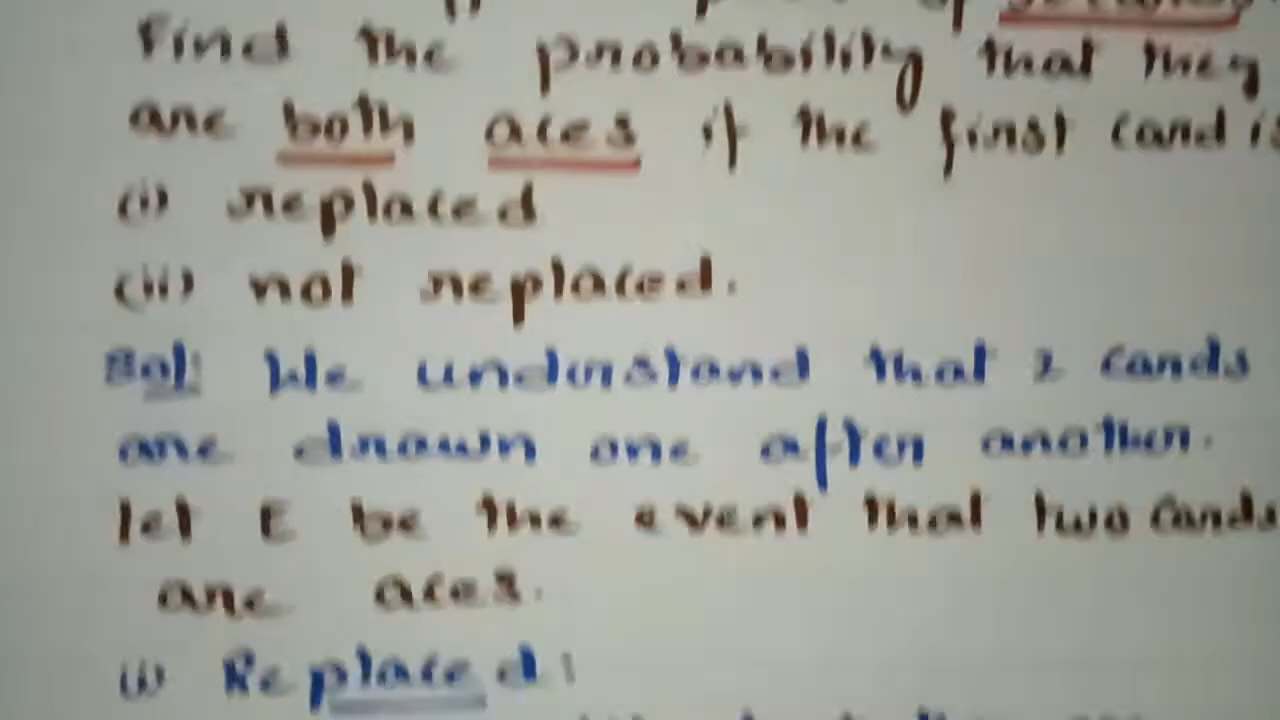 Find the probability that they
are both aces if the first card is
(i) replaced
(ii) not replaced.
Sol: We understand that 2 cards
are drawn one after another.
let E be the event that two cards
are aces.
(i) Replaced: